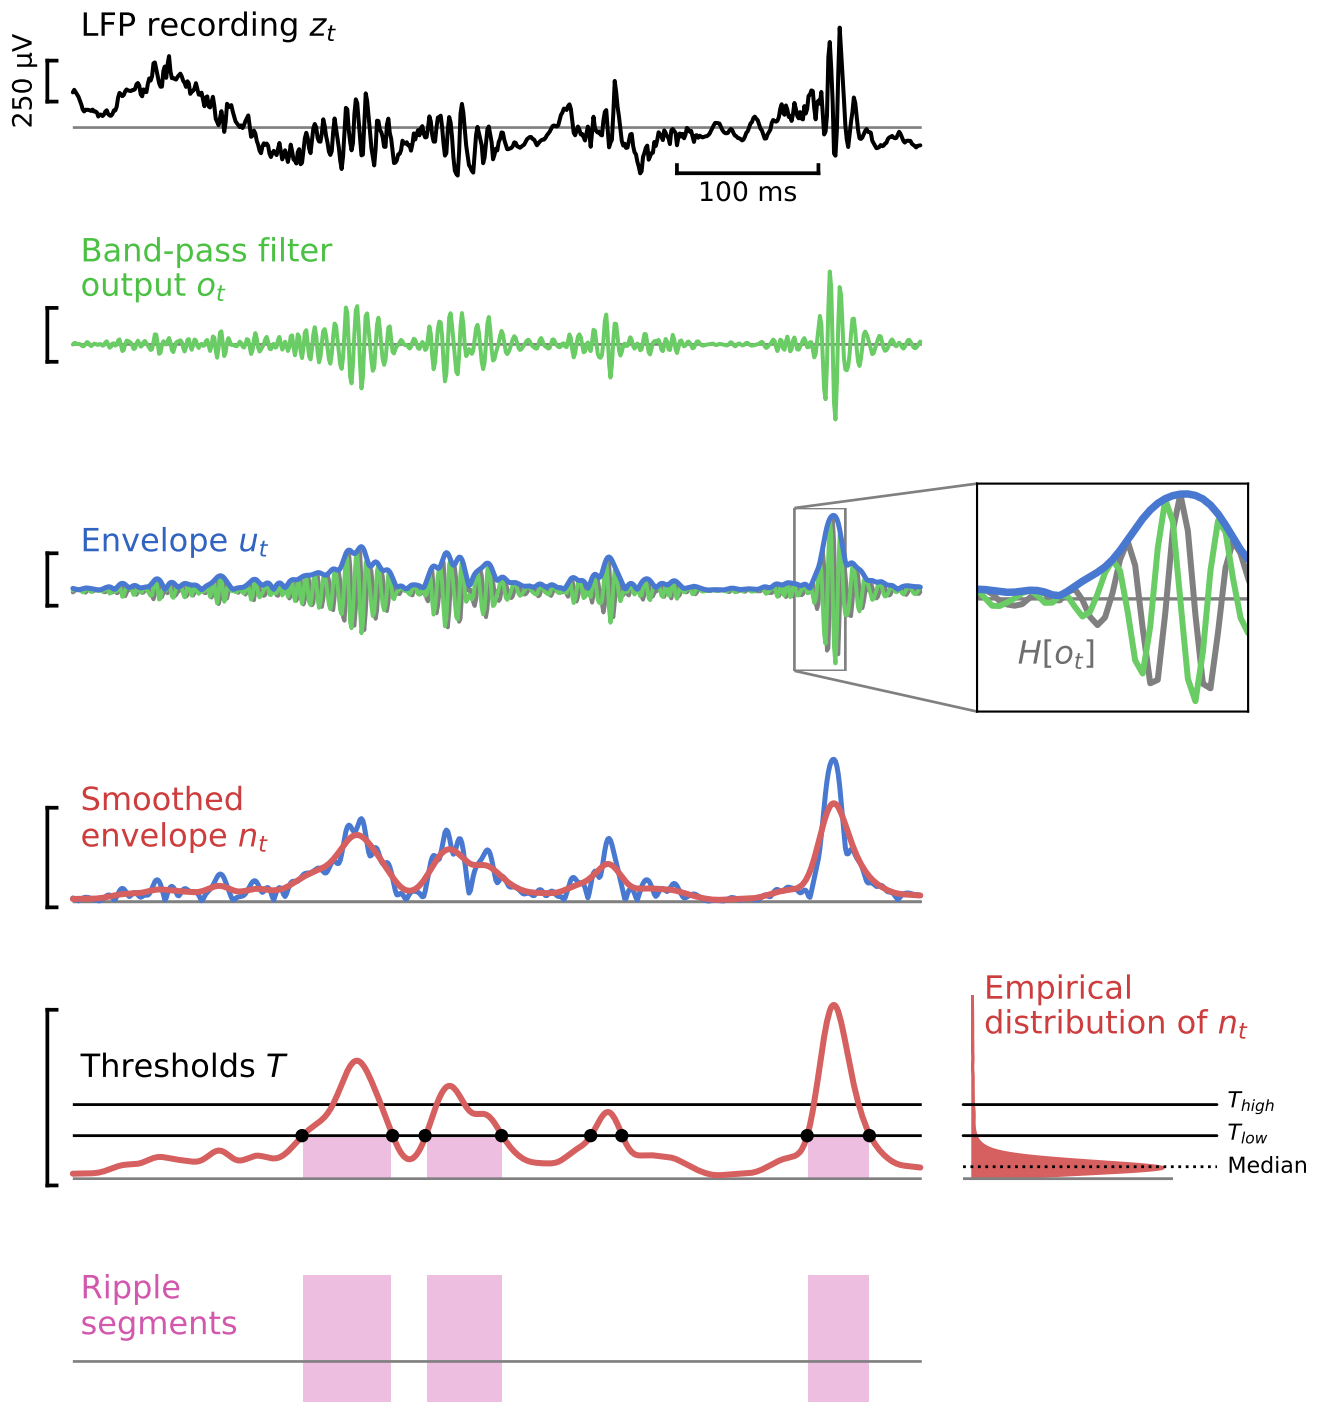 LFP recording z_t
250 µV
100 ms
Band-pass filter
output o_t
Envelope u_t
H[o_t]
Smoothed
envelope n_t
Empirical
distribution of n_t
Thresholds T
T_high
T_low
Median
Ripple
segments